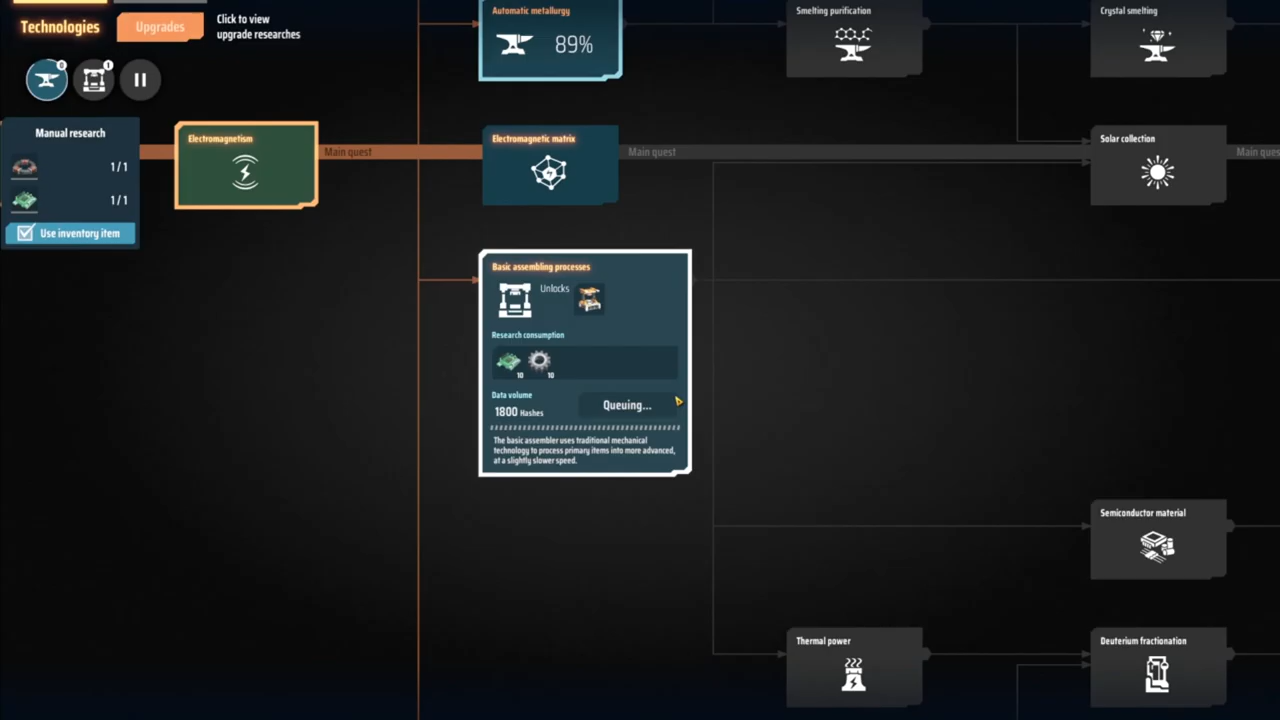 Technologies
Upgrades
Click to view
upgrade researches
0
1
Manual research
1/1
1/1
Use inventory item
Electromagnetism
Main quest
Automatic metallurgy
89%
Electromagnetic matrix
Main quest
Basic assembling processes
Unlocks
Research consumption
10
10
Data volume
1800 Hashes
Queuing...
The basic assembler uses traditional mechanical
technology to process primary items into more advanced,
at a slightly slower speed.
Smelting purification
Crystal smelting
Solar collection
Main ques
Semiconductor material
Thermal power
Deuterium fractionation